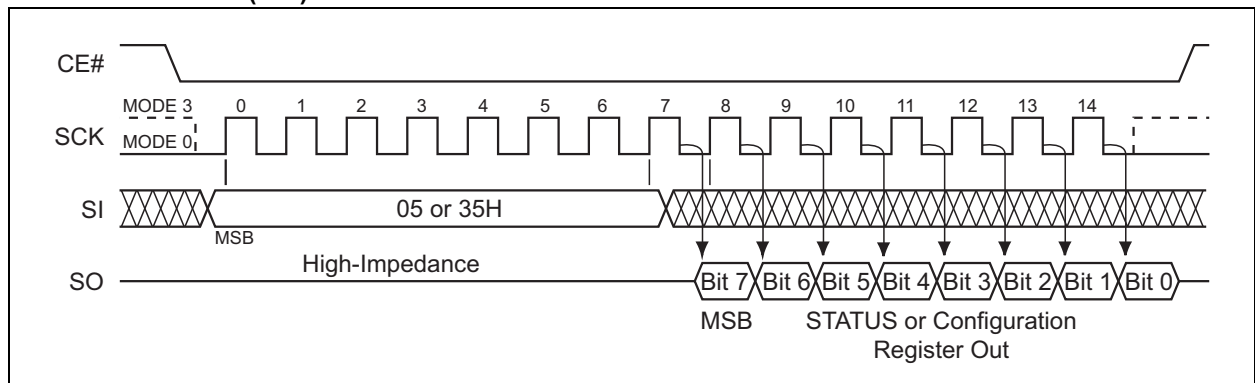 CE#
MODE 3 0 1 2 3 4 5 6 7 8 9 10 11 12 13 14
SCK MODE 0
SI 05 or 35H
MSB
High-Impedance
SO Bit 7 Bit 6 Bit 5 Bit 4 Bit 3 Bit 2 Bit 1 Bit 0
MSB STATUS or Configuration
Register Out